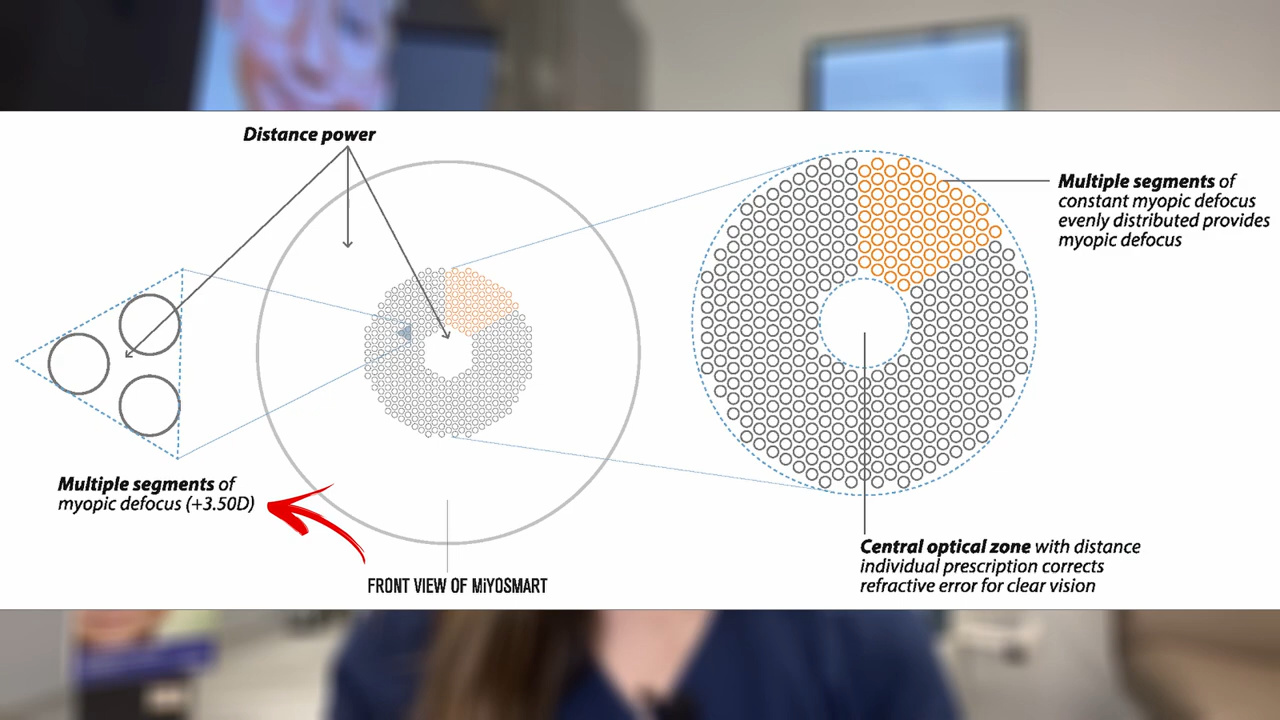 Distance power
Multiple segments of
constant myopic defocus
evenly distributed provides
myopic defocus
Multiple segments of
myopic defocus (+3.50D)
FRONT VIEW OF MiYOSMART
Central optical zone with distance
individual prescription corrects
refractive error for clear vision